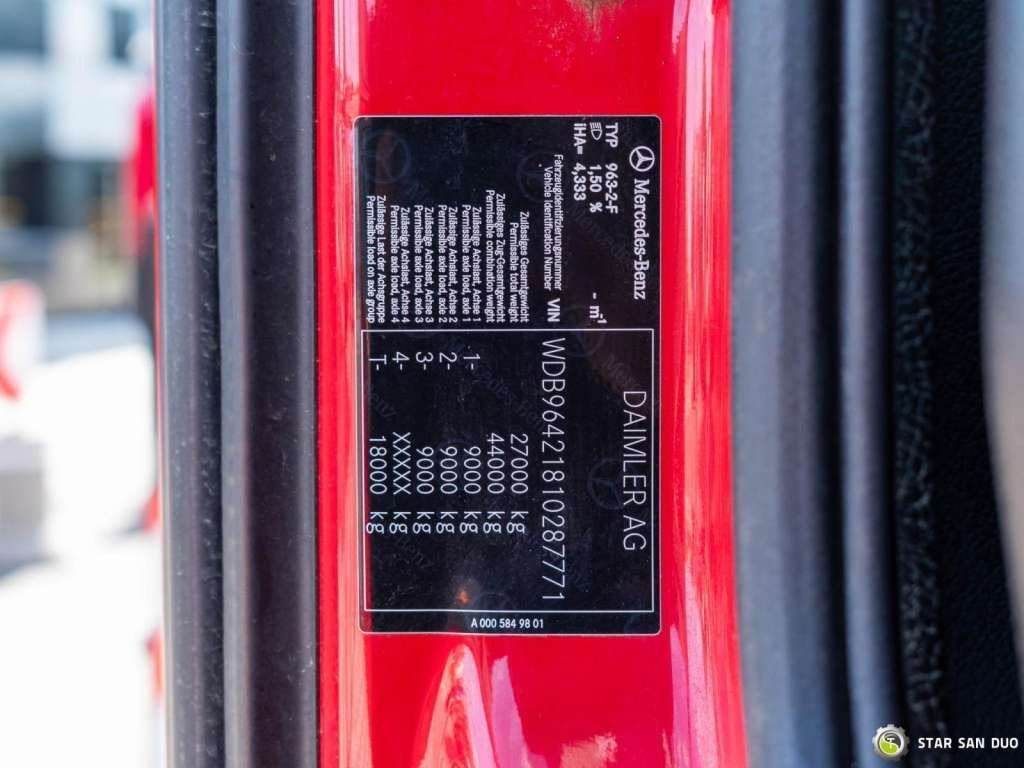 Mercedes-Benz
TYP 963-2-F
1,50 % - m⁻¹
iHA= 4,333
DAIMLER AG
Fahrzeugidentifizierungsnummer
Vehicle Identification Number VIN WDB96421810287771
Zulässiges Gesamtgewicht
Permissible total weight 27000 kg
Zulässiges Zug-Gesamtgewicht
Permissible combination weight 44000 kg
Zulässige Achslast, Achse 1
Permissible axle load, axle 1 1- 9000 kg
Zulässige Achslast, Achse 2
Permissible axle load, axle 2 2- 9000 kg
Zulässige Achslast, Achse 3
Permissible axle load, axle 3 3- 9000 kg
Zulässige Achslast, Achse 4
Permissible axle load, axle 4 4- XXXXX kg
Zulässige Last der Achsgruppe
Permissible load on axle group T- 18000 kg
A 000 584 98 01
STAR SAN DUO